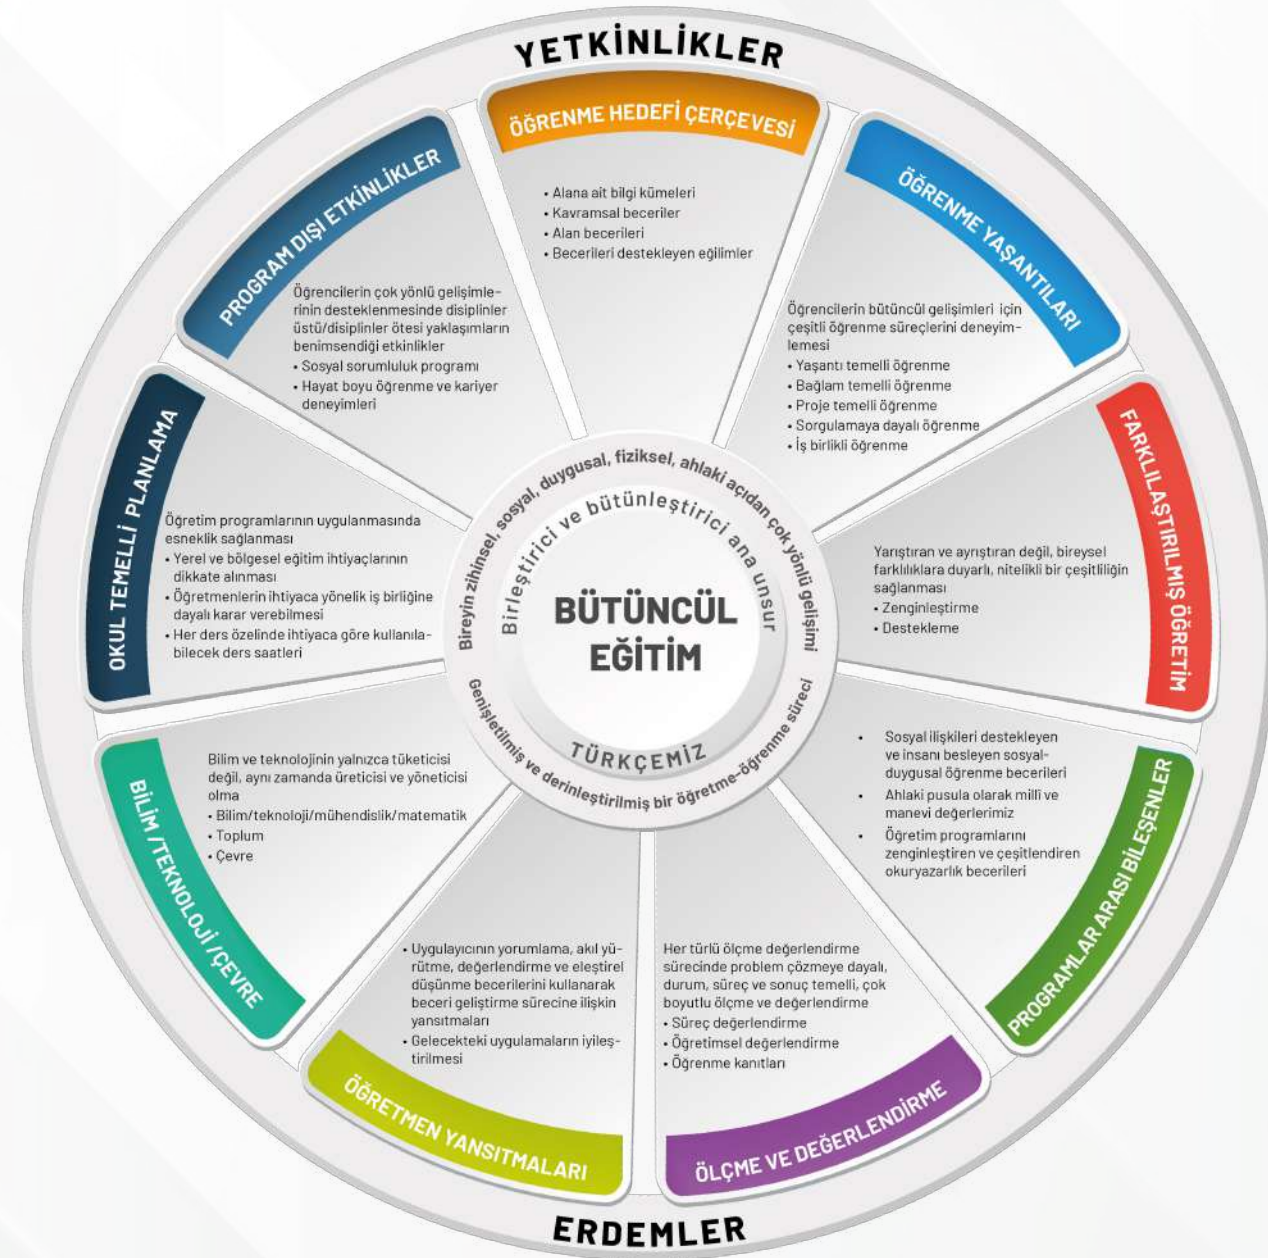 YETKİNLİKLER
ÖĞRENME HEDEFİ ÇERÇEVESİ
• Alana ait bilgi kümeleri
• Kavramsal beceriler
• Alan becerileri
• Becerileri destekleyen eğilimler
ÖĞRENME YAŞANTILARI
Öğrencilerin bütüncül gelişimleri için
çeşitli öğrenme süreçlerini deneyim-
lemesi
• Yaşantı temelli öğrenme
• Bağlam temelli öğrenme
• Proje temelli öğrenme
• Sorgulamaya dayalı öğrenme
• İş birlikli öğrenme
FARKLILAŞTIRILMIŞ ÖĞRETİM
Yarıştıran ve ayrıştıran değil, bireysel
farklılıklara duyarlı, nitelikli bir çeşitliliğin
sağlanması
• Zenginleştirme
• Destekleme
PROGRAMLAR ARASI BİLEŞENLER
• Sosyal ilişkileri destekleyen
ve insanı besleyen sosyal-
duygusal öğrenme becerileri
• Ahlaki pusula olarak millî ve
manevi değerlerimiz
• Öğretim programlarını
zenginleştiren ve çeşitlendiren
okuryazarlık becerileri
ÖLÇME VE DEĞERLENDİRME
Her türlü ölçme değerlendirme
sürecinde problem çözmeye dayalı,
durum, süreç ve sonuç temelli, çok
boyutlu ölçme ve değerlendirme
• Süreç değerlendirme
• Öğretimsel değerlendirme
• Öğrenme kanıtları
ÖĞRETMEN YANSITMALARI
• Uygulayıcının yorumlama, akıl yü-
rütme, değerlendirme ve eleştirel
düşünme becerilerini kullanarak
beceri geliştirme sürecine ilişkin
yansıtmaları
• Gelecekteki uygulamaların iyileş-
tirilmesi
BİLİM /TEKNOLOJİ /ÇEVRE
Bilim ve teknolojinin yalnızca tüketicisi
değil, aynı zamanda üreticisi ve yöneticisi
olma
• Bilim/teknoloji/mühendislik/matematik
• Toplum
• Çevre
OKUL TEMELLİ PLANLAMA
Öğretim programlarının uygulanmasında
esneklik sağlanması
• Yerel ve bölgesel eğitim ihtiyaçlarının
dikkate alınması
• Öğretmenlerin ihtiyaca yönelik iş birliğine
dayalı karar verebilmesi
• Her ders özelinde ihtiyaca göre kullanıla-
bilecek ders saatleri
PROGRAM DIŞI ETKİNLİKLER
Öğrencilerin çok yönlü gelişimle-
rinin desteklenmesinde disiplinler
üstü/disiplinler ötesi yaklaşımların
benimsendiği etkinlikler
• Sosyal sorumluluk programı
• Hayat boyu öğrenme ve kariyer
deneyimleri
Bireyin zihinsel, sosyal, duygusal, fiziksel, ahlaki açıdan çok yönlü gelişimi
Birleştirici ve bütünleştirici ana unsur
BÜTÜNCÜL
EĞİTİM
TÜRKÇEMİZ
Genişletilmiş ve derinleştirilmiş bir öğretme-öğrenme süreci
ERDEMLER